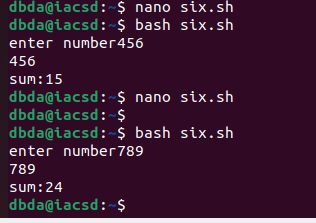 dbda@iacsd:~$ nano six.sh
dbda@iacsd:~$ bash six.sh
enter number456
456
sum:15
dbda@iacsd:~$ nano six.sh
dbda@iacsd:~$
dbda@iacsd:~$ bash six.sh
enter number789
789
sum:24
dbda@iacsd:~$